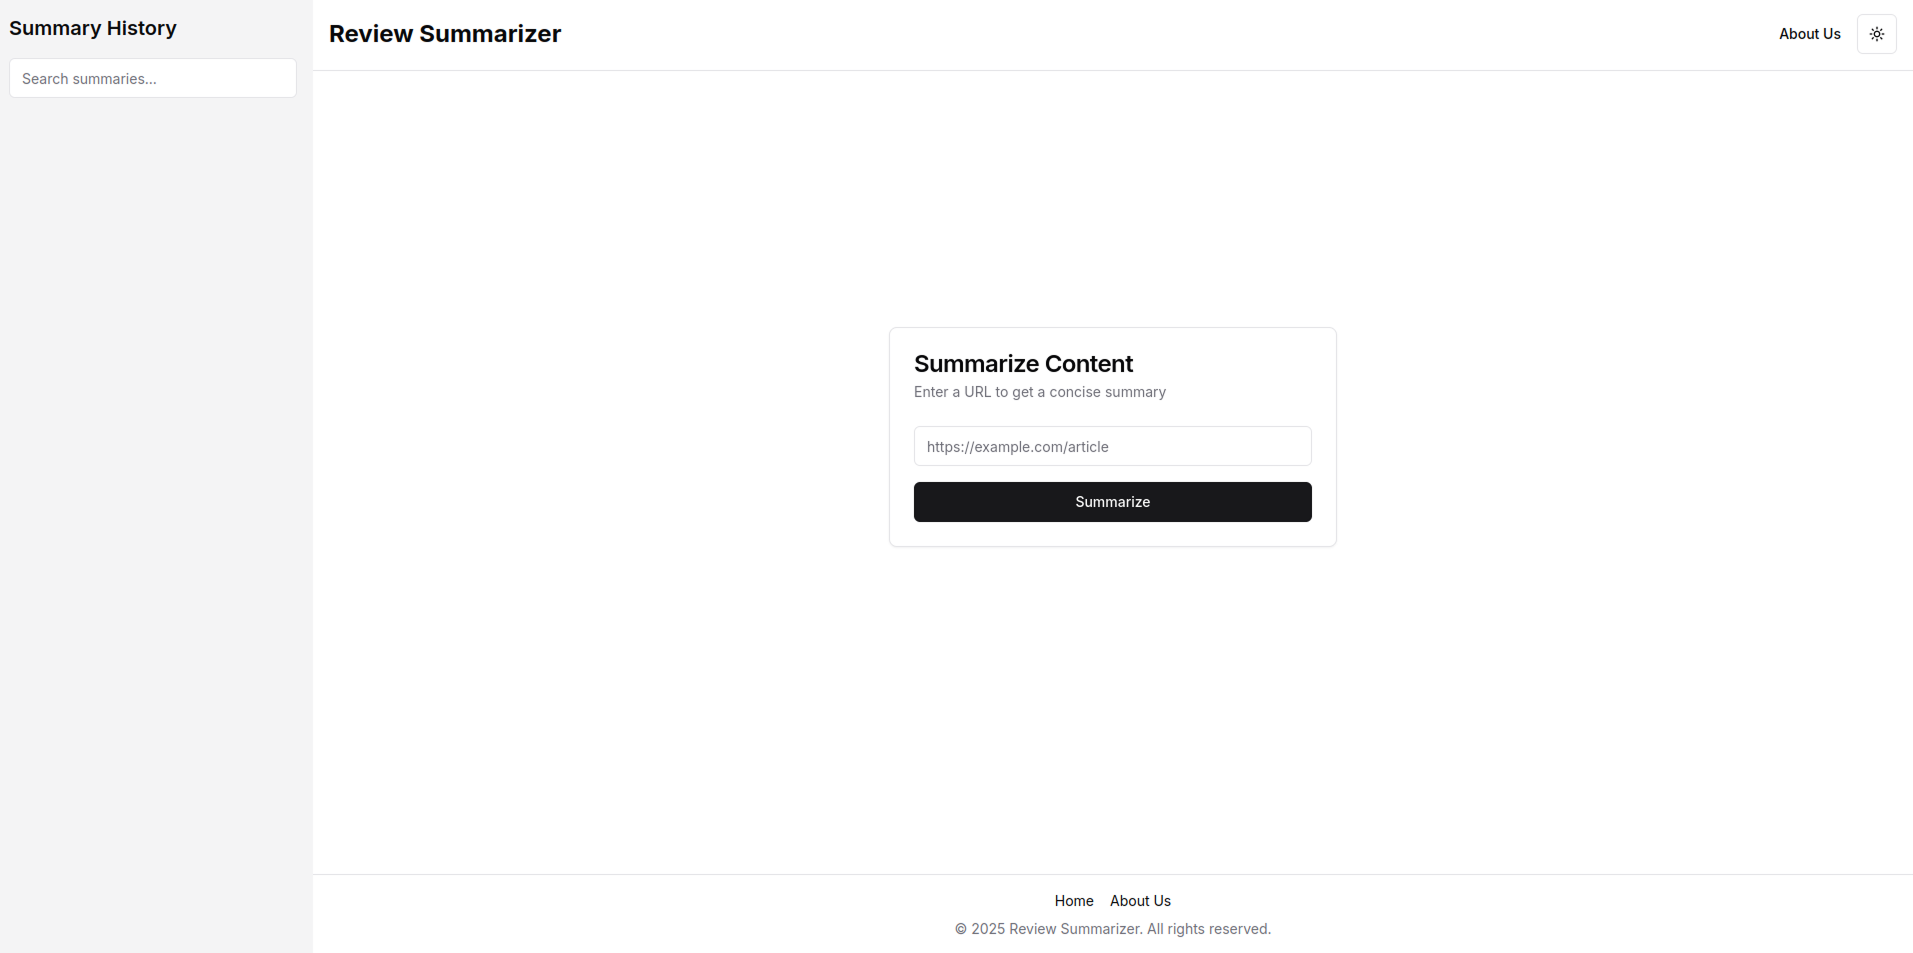 Summary History
Search summaries...
Review Summarizer
About Us
Summarize Content
Enter a URL to get a concise summary
https://example.com/article
Summarize
Home About Us
© 2025 Review Summarizer. All rights reserved.